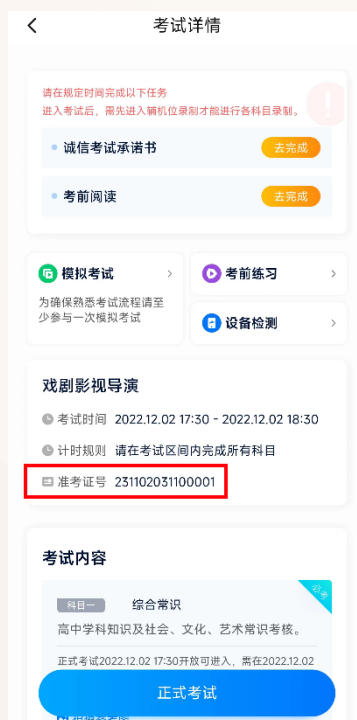 考试详情
请在规定时间完成以下任务
进入考试后，需先进入辅机位录制才能进行各科目录制。
诚信考试承诺书 去完成
考前阅读 去完成
模拟考试
为确保熟悉考试流程请至
少参与一次模拟考试
考前练习
设备检测
戏剧影视导演
考试时间 2022.12.02 17:30 - 2022.12.02 18:30
计时规则 请在考试区间内完成所有科目
准考证号 231102031100001
考试内容
必考
科目一 综合常识
高中学科知识及社会、文化、艺术常识考核。
正式考试2022.12.02 17:30开放可进入，需在2022.12.02
正式考试